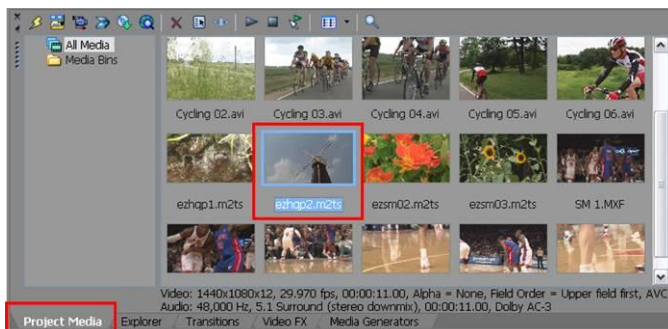 All Media
Media Bins
Cycling 02.avi Cycling 03.avi Cycling 04.avi Cycling 05.avi Cycling 06.avi
ezhqp1.m2ts ezhqp2.m2ts ezsm02.m2ts ezsm03.m2ts SM 1.MXF
Video: 1440x1080x12, 29.970 fps, 00:00:11.00, Alpha = None, Field Order = Upper field first, AVC
Audio: 48,000 Hz, 5.1 Surround (stereo downmix), 00:00:11.00, Dolby AC-3
Project Media Explorer Transitions Video FX Media Generators